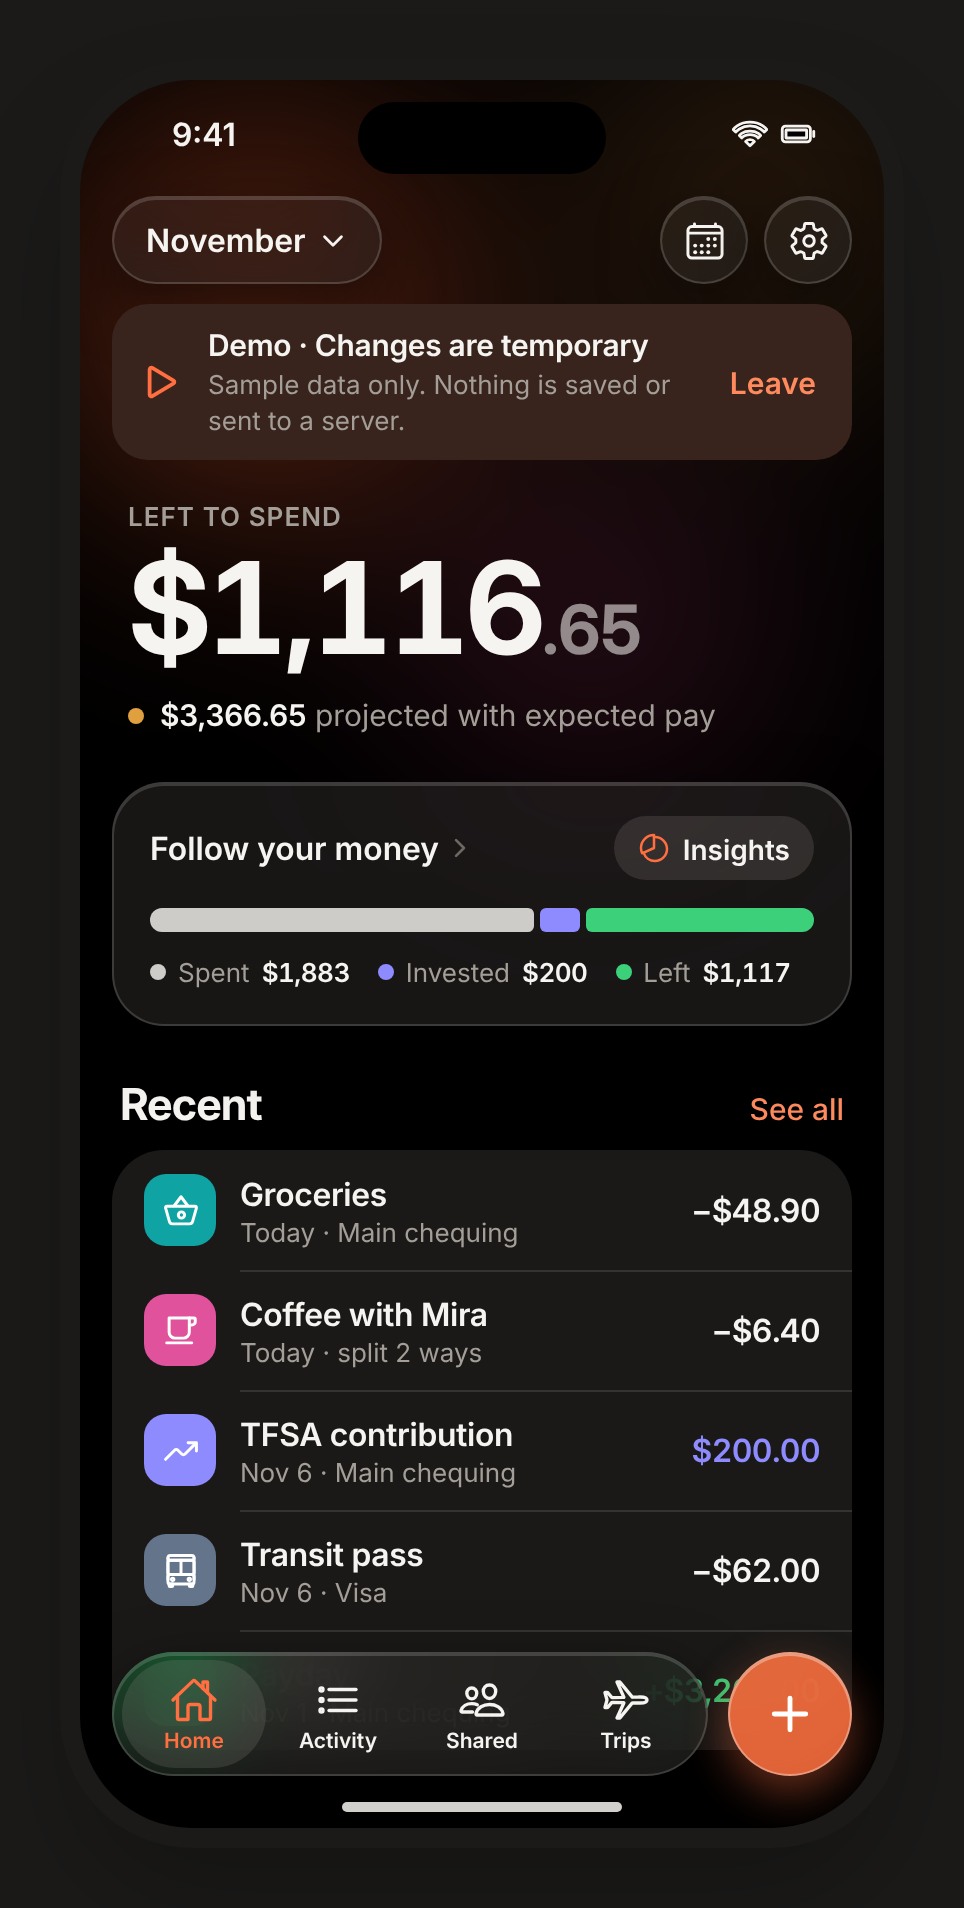 9:41
November
Demo · Changes are temporary
Sample data only. Nothing is saved or
sent to a server.
Leave
LEFT TO SPEND
$1,116.65
$3,366.65 projected with expected pay
Follow your money
Insights
Spent $1,883 Invested $200 Left $1,117
Recent
See all
Groceries
Today · Main chequing
−$48.90
Coffee with Mira
Today · split 2 ways
−$6.40
TFSA contribution
Nov 6 · Main chequing
$200.00
Transit pass
Nov 6 · Visa
−$62.00
Home
Activity
Shared
Trips